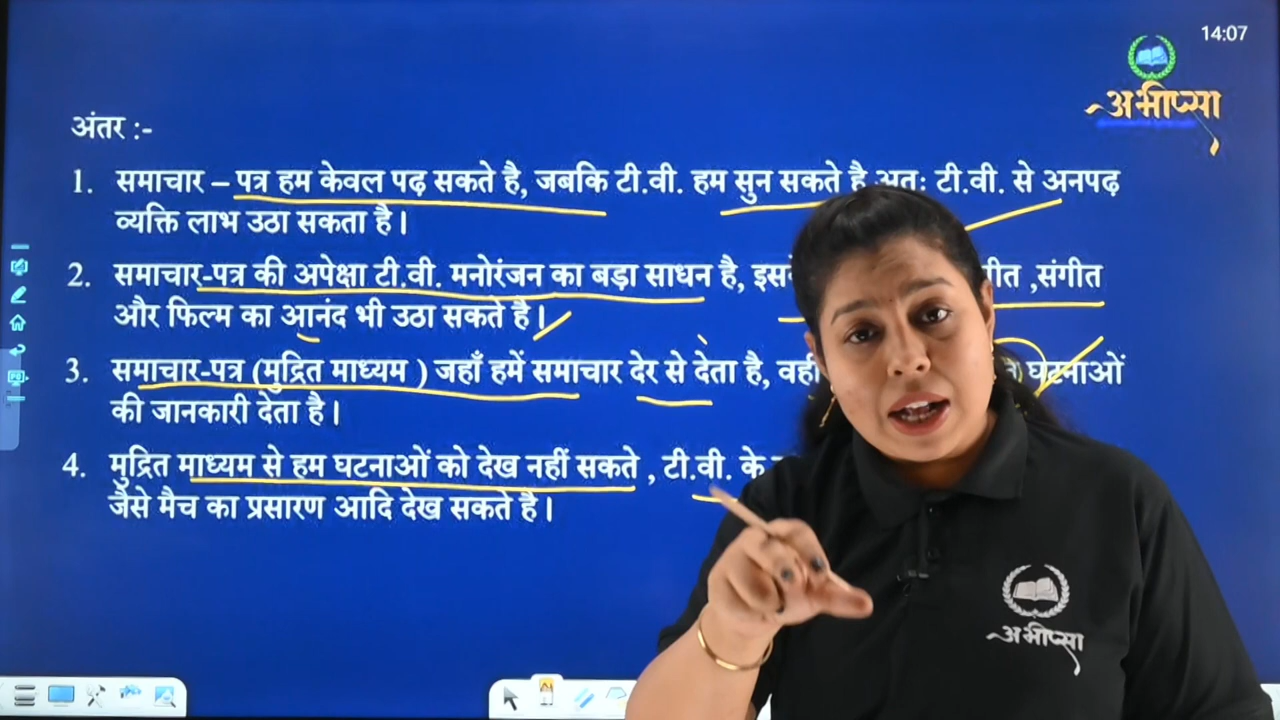 14:07
अभीप्सा
अंतर :-
1. समाचार – पत्र हम केवल पढ़ सकते है, जबकि टी.वी. हम सुन सकते है अतः टी.वी. से अनपढ़
व्यक्ति लाभ उठा सकता है।
2. समाचार-पत्र की अपेक्षा टी.वी. मनोरंजन का बड़ा साधन है, ,संगीत
और फिल्म का आनंद भी उठा सकते है।
3. समाचार-पत्र (मुद्रित माध्यम ) जहाँ हमें समाचार देर से देता है, घटनाओं
की जानकारी देता है।
4. मुद्रित माध्यम से हम घटनाओं को देख नहीं सकते , टी.वी. के
जैसे मैच का प्रसारण आदि देख सकते है।
अभीप्सा